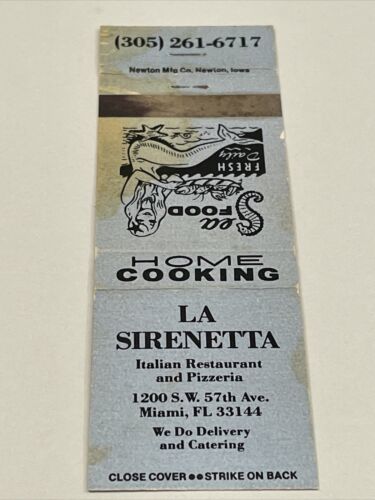 (305) 261-6717
Newton Mfg Co, Newton, Iowa
FRESH
Daily
Sea
FOOD
HOME
COOKING
LA
SIRENETTA
Italian Restaurant
and Pizzeria
1200 S.W. 57th Ave.
Miami, FL 33144
We Do Delivery
and Catering
CLOSE COVER●●STRIKE ON BACK